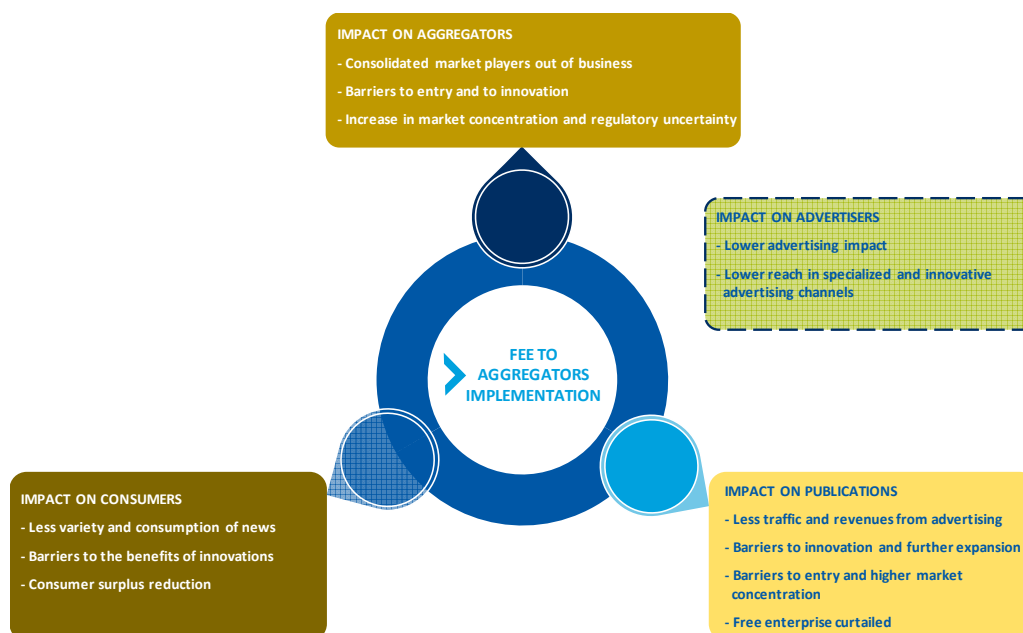 IMPACT ON AGGREGATORS
- Consolidated market players out of business
- Barriers to entry and to innovation
- Increase in market concentration and regulatory uncertainty
IMPACT ON ADVERTISERS
- Lower advertising impact
- Lower reach in specialized and innovative
advertising channels
FEE TO
AGGREGATORS
IMPLEMENTATION
IMPACT ON CONSUMERS
- Less variety and consumption of news
- Barriers to the benefits of innovations
- Consumer surplus reduction
IMPACT ON PUBLICATIONS
- Less traffic and revenues from advertising
- Barriers to innovation and further expansion
- Barriers to entry and higher market
concentration
- Free enterprise curtailed